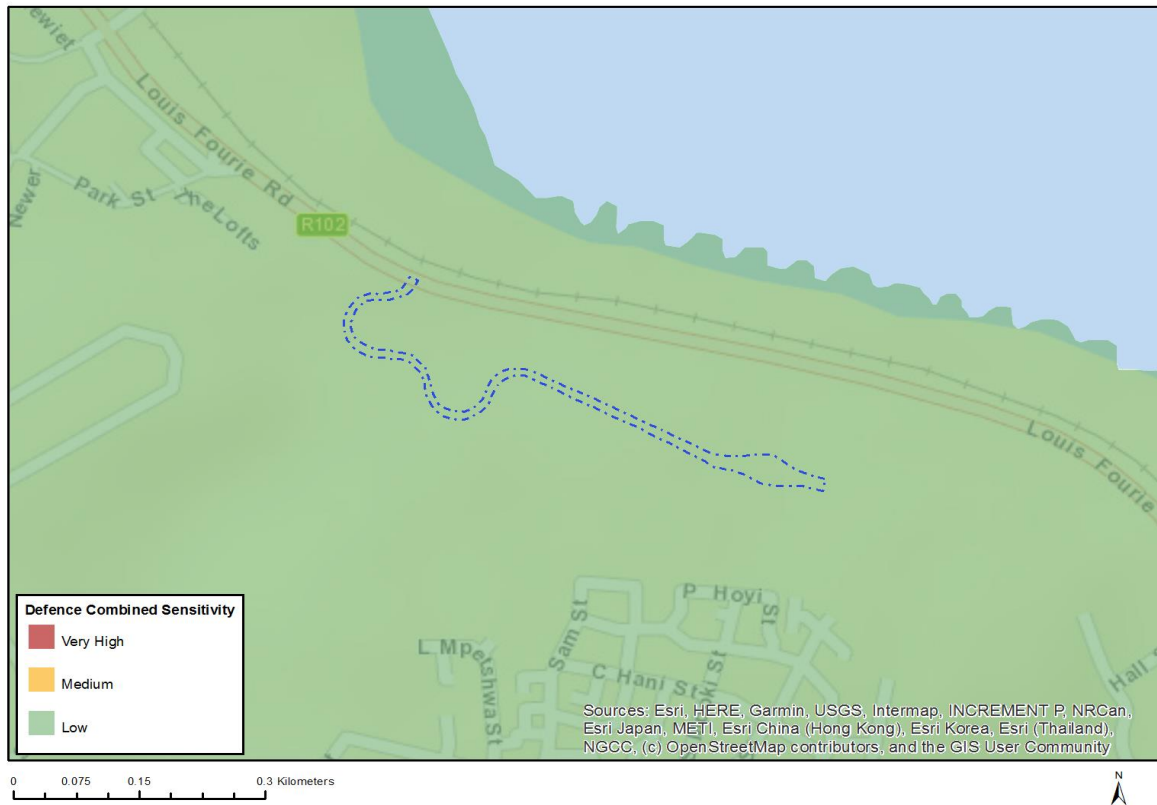 ewiet
Louis Fourie Rd
Newer
Park St
The Lofts
R102
Louis Fourie
P Hoyi St
Sam St
L Mpetshwa St
C Hani St
oki St
Hall
Defence Combined Sensitivity
Very High
Medium
Low
Sources: Esri, HERE, Garmin, USGS, Intermap, INCREMENT P, NRCan,
Esri Japan, METI, Esri China (Hong Kong), Esri Korea, Esri (Thailand),
NGCC, (c) OpenStreetMap contributors, and the GIS User Community
0 0.075 0.15 0.3 Kilometers
N